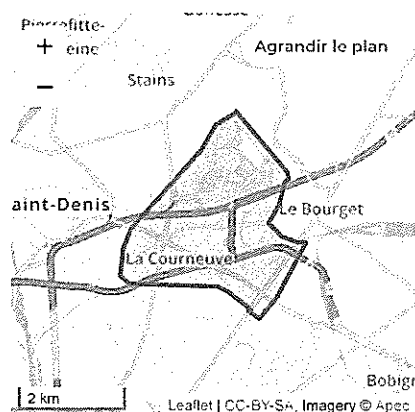 Pierrefitte-
+
eine
Agrandir le plan
−
Stains
aint-Denis
Le Bourget
La Courneuve
Bobign
2 km
Leaflet | CC-BY-SA, Imagery © Apec